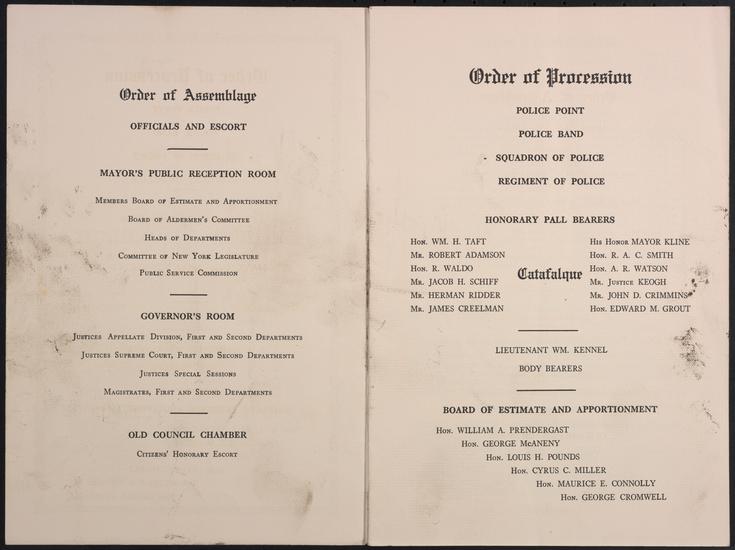 Order of Assemblage
OFFICIALS AND ESCORT
MAYOR'S PUBLIC RECEPTION ROOM
Members Board of Estimate and Apportionment
Board of Aldermen's Committee
Heads of Departments
Committee of New York Legislature
Public Service Commission
GOVERNOR'S ROOM
Justices Appellate Division, First and Second Departments
Justices Supreme Court, First and Second Departments
Justices Special Sessions
Magistrates, First and Second Departments
OLD COUNCIL CHAMBER
Citizens' Honorary Escort
Order of Procession
POLICE POINT
POLICE BAND
SQUADRON OF POLICE
REGIMENT OF POLICE
HONORARY PALL BEARERS
Hon. WM. H. TAFT
Mr. ROBERT ADAMSON
Hon. R. WALDO
Mr. JACOB H. SCHIFF
Mr. HERMAN RIDDER
Mr. JAMES CREELMAN
Catafalque
His Honor MAYOR KLINE
Hon. R. A. C. SMITH
Hon. A. R. WATSON
Mr. Justice KEOGH
Mr. JOHN D. CRIMMINS
Hon. EDWARD M. GROUT
LIEUTENANT WM. KENNEL
BODY BEARERS
BOARD OF ESTIMATE AND APPORTIONMENT
Hon. WILLIAM A. PRENDERGAST
Hon. GEORGE McANENY
Hon. LOUIS H. POUNDS
Hon. CYRUS C. MILLER
Hon. MAURICE E. CONNOLLY
Hon. GEORGE CROMWELL